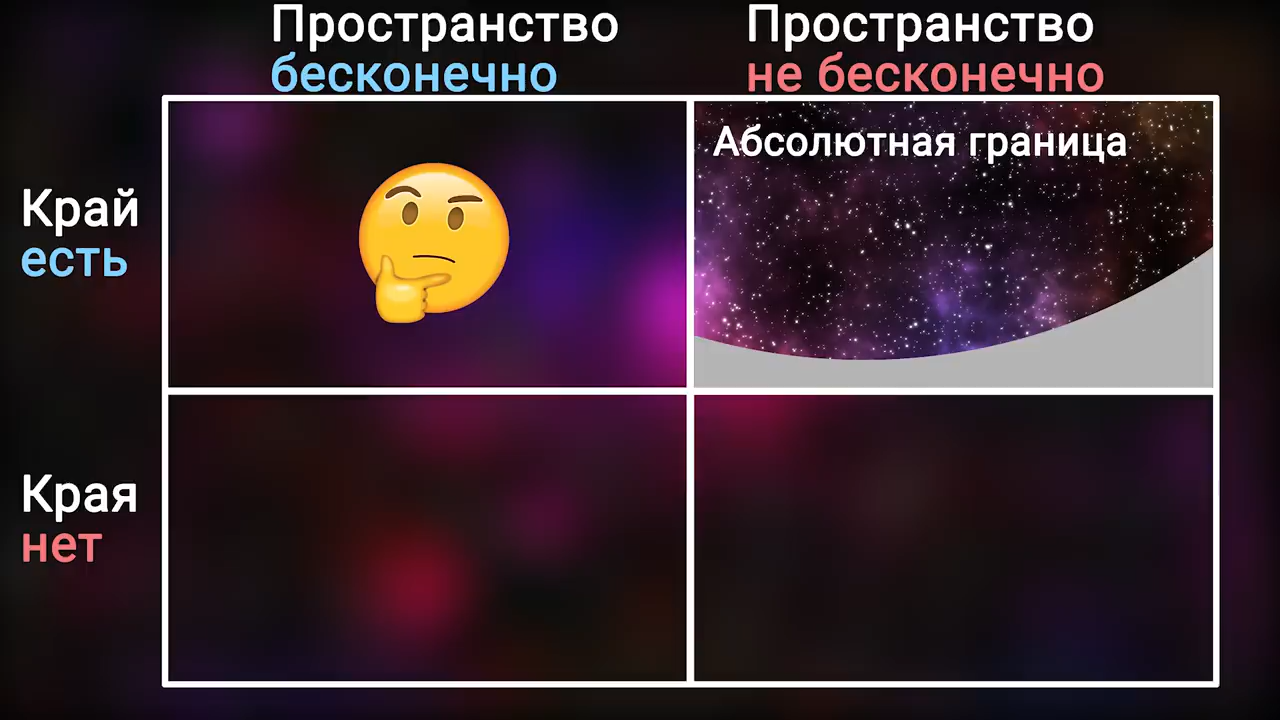 Пространство
бесконечно
Пространство
не бесконечно
Абсолютная граница
Край
есть
Края
нет